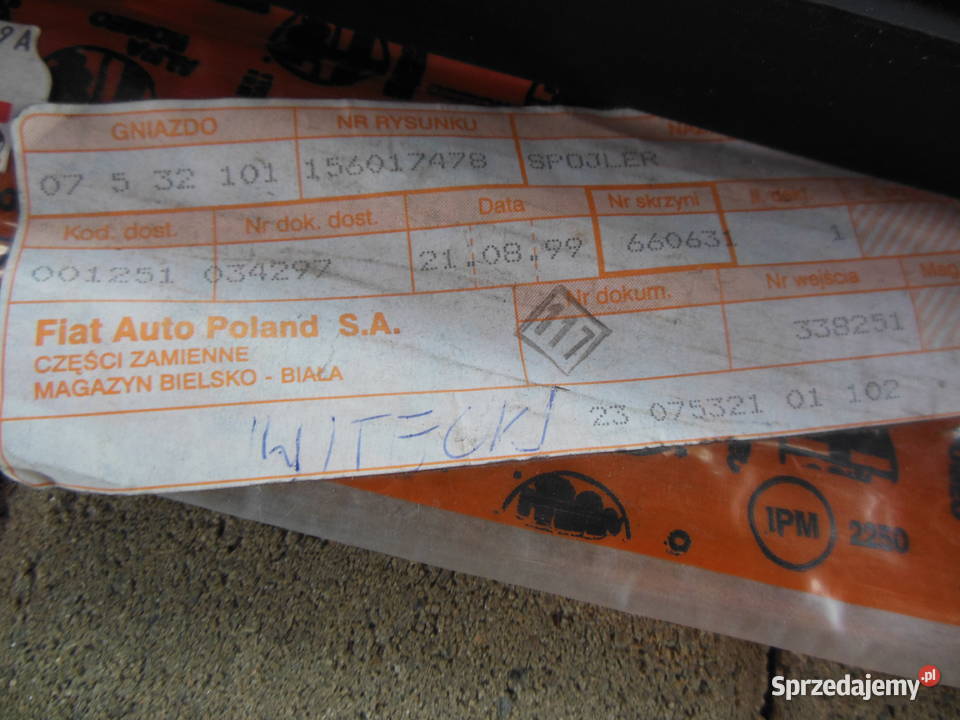 9A
GNIAZDO NR RYSUNKU
07 5 32 101 156017478 SPOJLER
Kod. dost. Nr dok. dost. Data Nr skrzyni
001251 034297 21.08.99 660631 1
Fiat Auto Poland S.A. Nr dokum. Nr wejścia
CZĘŚCI ZAMIENNE 117 338251
MAGAZYN BIELSKO - BIAŁA
23 075321 01 102
IPM 2250
Sprzedajemy.pl